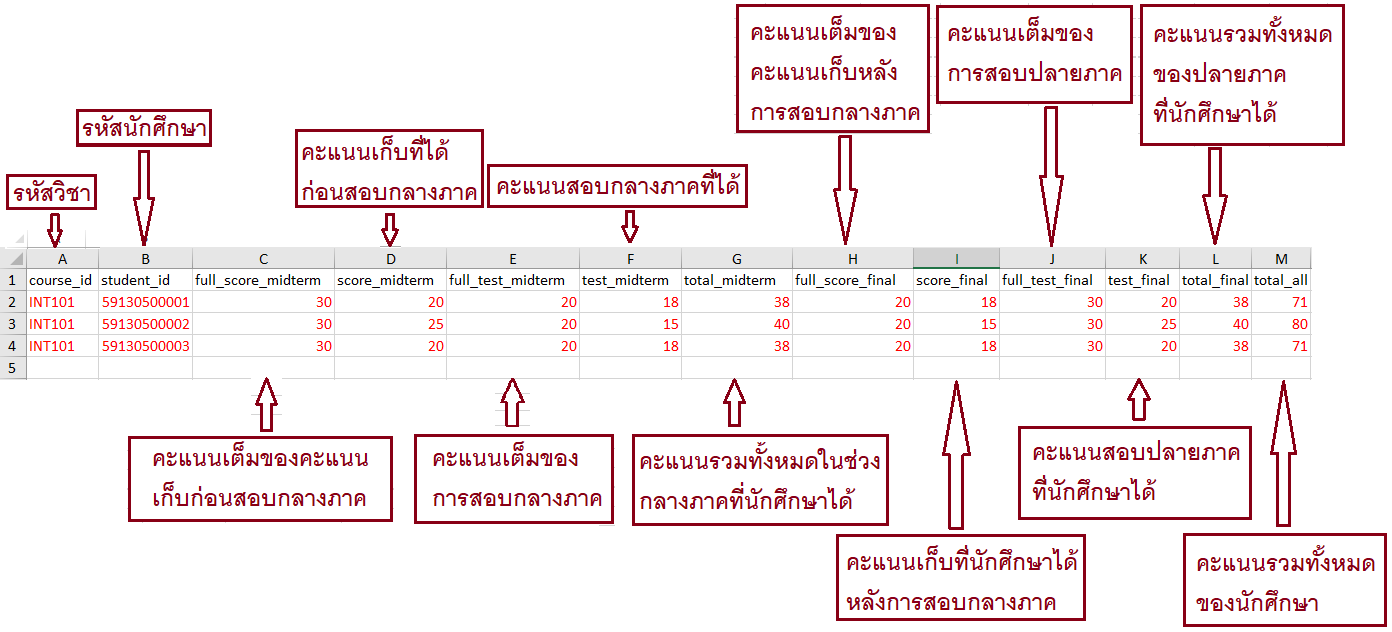 คะแนนเต็มของ
คะแนนเก็บหลัง
การสอบกลางภาค
คะแนนเต็มของ
การสอบปลายภาค
คะแนนรวมทั้งหมด
ของปลายภาค
ที่นักศึกษาได้
รหัสนักศึกษา
คะแนนเก็บที่ได้
ก่อนสอบกลางภาค
คะแนนสอบกลางภาคที่ได้
รหัสวิชา
A B C D E F G H I J K L M
1 course_id student_id full_score_midterm score_midterm full_test_midterm test_midterm total_midterm full_score_final score_final full_test_final test_final total_final total_all
2 INT101 59130500001 30 20 20 18 38 20 18 30 20 38 71
3 INT101 59130500002 30 25 20 15 40 20 15 30 25 40 80
4 INT101 59130500003 30 20 20 18 38 20 18 30 20 38 71
5
คะแนนเต็มของคะแนน
เก็บก่อนสอบกลางภาค
คะแนนเต็มของ
การสอบกลางภาค
คะแนนรวมทั้งหมดในช่วง
กลางภาคที่นักศึกษาได้
คะแนนสอบปลายภาค
ที่นักศึกษาได้
คะแนนเก็บที่นักศึกษาได้
หลังการสอบกลางภาค
คะแนนรวมทั้งหมด
ของนักศึกษา